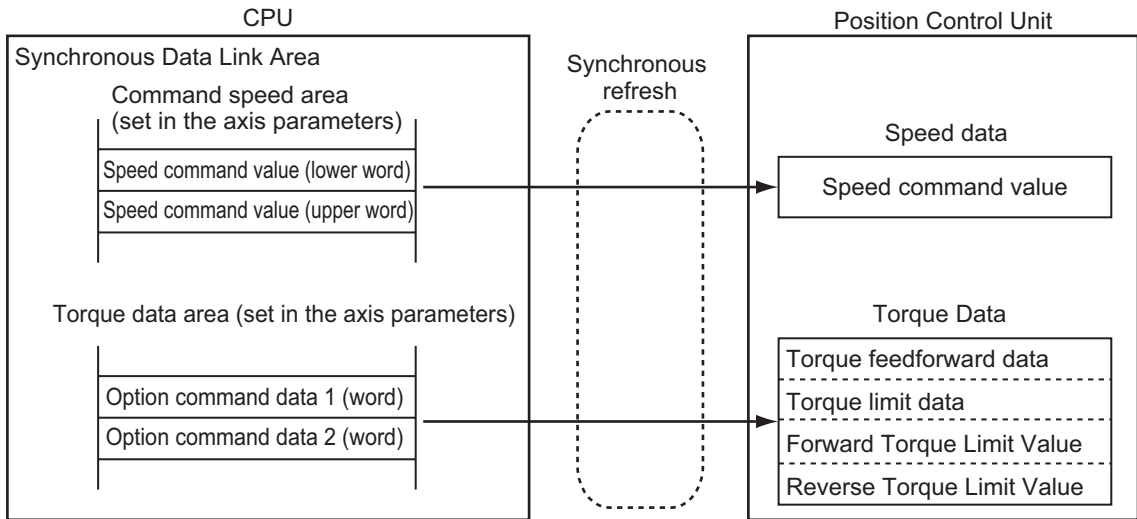 CPU
Synchronous Data Link Area
Command speed area
(set in the axis parameters)
Speed command value (lower word)
Speed command value (upper word)
Torque data area (set in the axis parameters)
Option command data 1 (word)
Option command data 2 (word)
Synchronous
refresh
Position Control Unit
Speed data
Speed command value
Torque Data
Torque feedforward data
Torque limit data
Forward Torque Limit Value
Reverse Torque Limit Value